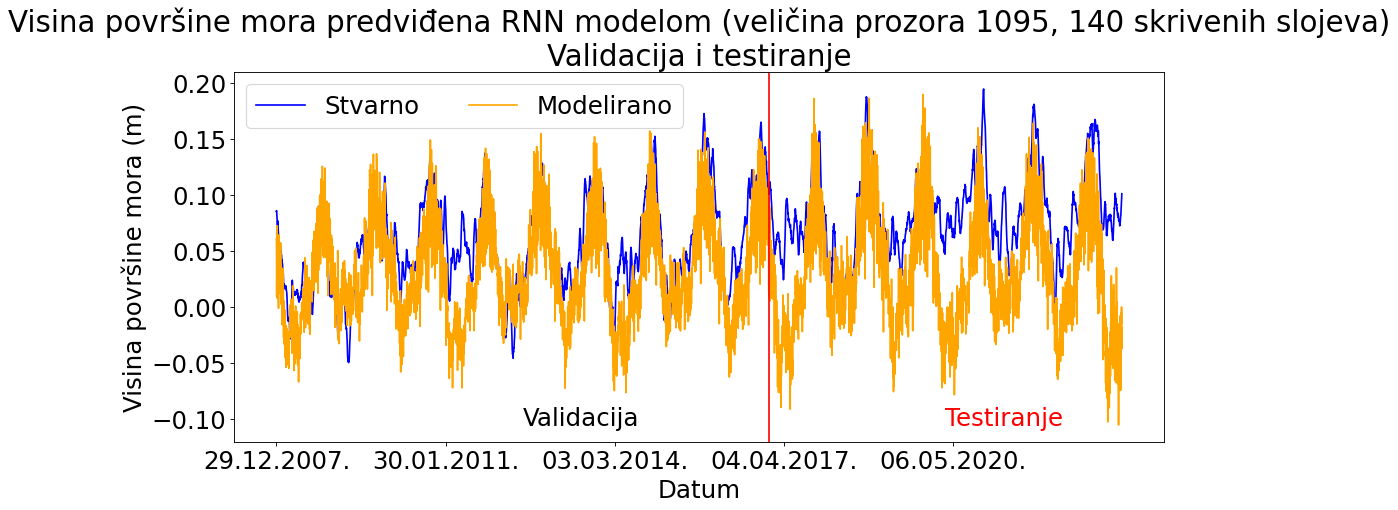 Visina površine mora predviđena RNN modelom (veličina prozora 1095, 140 skrivenih slojeva)
Validacija i testiranje
Stvarno Modelirano
Visina površine mora (m)
0.20
0.15
0.10
0.05
0.00
−0.05
−0.10
Validacija Testiranje
29.12.2007. 30.01.2011. 03.03.2014. 04.04.2017. 06.05.2020.
Datum